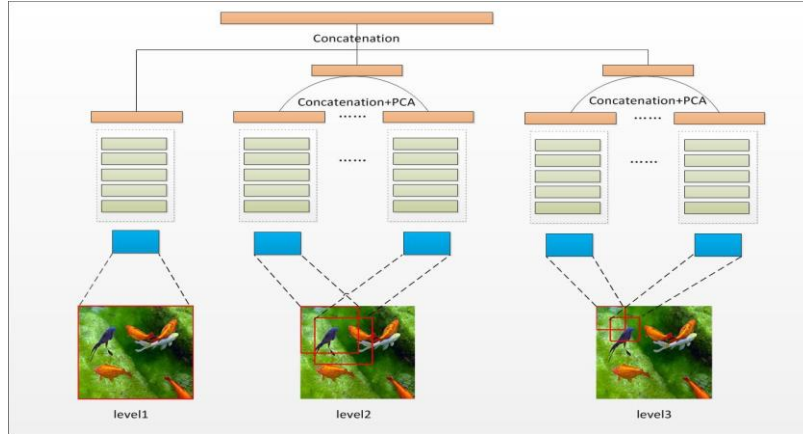 Concatenation
Concatenation+PCA
Concatenation+PCA
......
......
......
......
level1
level2
level3